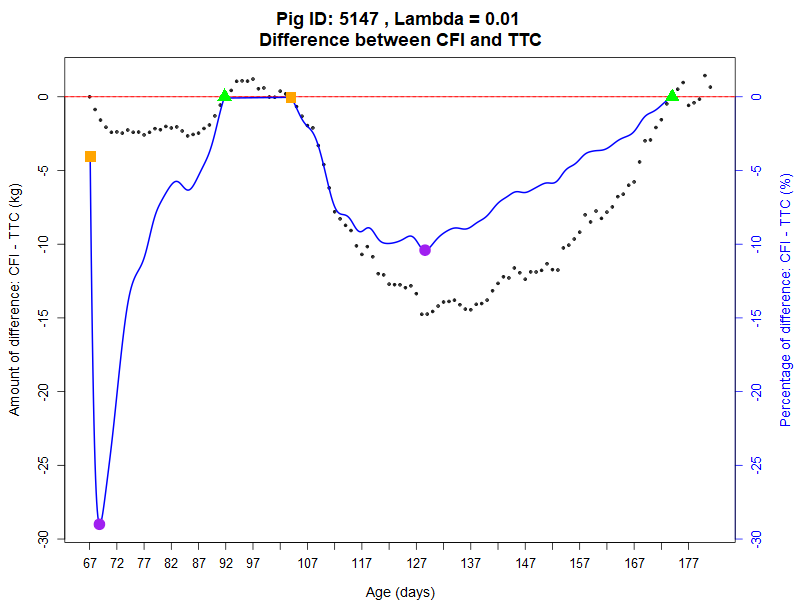 Pig ID: 5147 , Lambda = 0.01
Difference between CFI and TTC
Amount of difference: CFI - TTC (kg)
0
-5
-10
-15
-20
-25
-30
0
-5
-10
-15
-20
-25
-30
Percentage of difference: CFI - TTC (%)
67 72 77 82 87 92 97 107 117 127 137 147 157 167 177
Age (days)